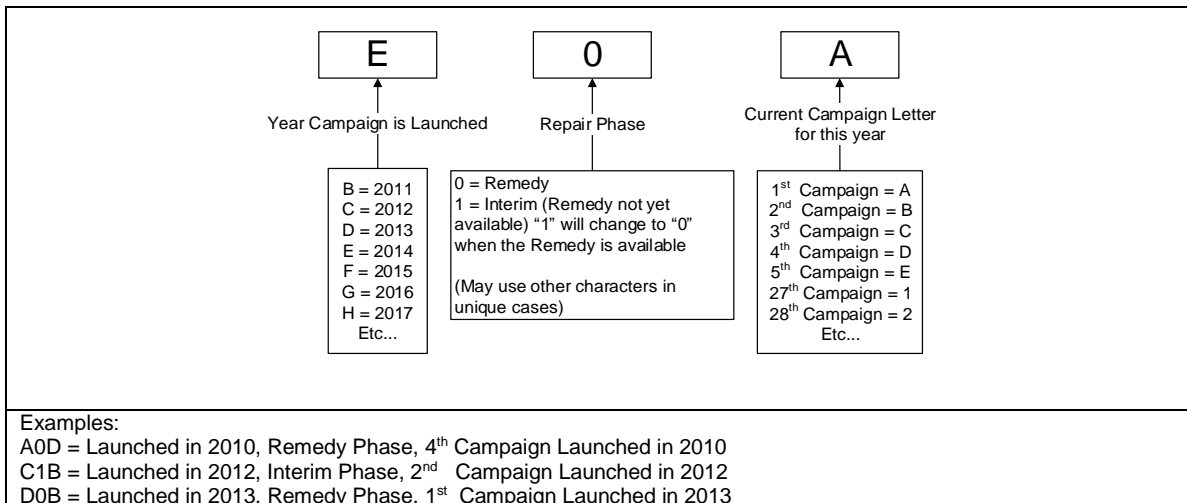 E 0 A
Year Campaign is Launched
Repair Phase
Current Campaign Letter
for this year
B = 2011
C = 2012
D = 2013
E = 2014
F = 2015
G = 2016
H = 2017
Etc...
0 = Remedy
1 = Interim (Remedy not yet
available) “1” will change to “0”
when the Remedy is available
(May use other characters in
unique cases)
1st Campaign = A
2nd Campaign = B
3rd Campaign = C
4th Campaign = D
5th Campaign = E
27th Campaign = 1
28th Campaign = 2
Etc...
Examples:
A0D = Launched in 2010, Remedy Phase, 4th Campaign Launched in 2010
C1B = Launched in 2012, Interim Phase, 2nd Campaign Launched in 2012
D0B = Launched in 2013, Remedy Phase, 1st Campaign Launched in 2013